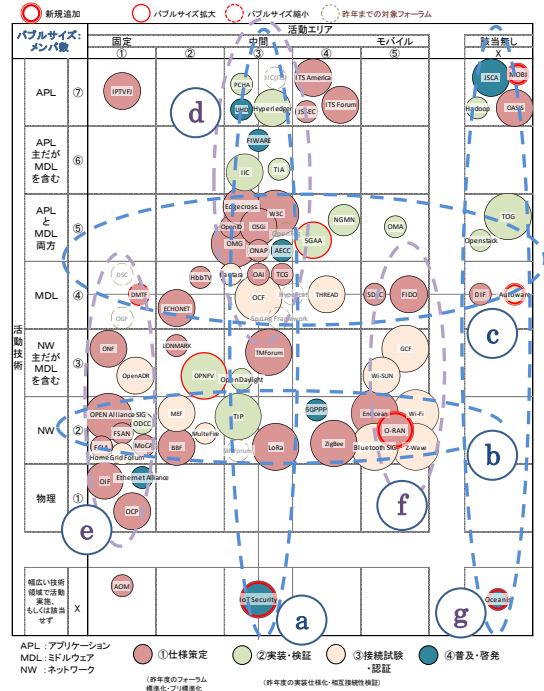 新規追加
バブルサイズ拡大
バブルサイズ縮小
昨年までの対象フォーラム
バブルサイズ：
メンバ数
活動エリア
固定
中間
モバイル
該当無し
①
②
③
④
⑤
X
活動技術
APL
⑦
IPTVFJ
PCHA
UHD
Hyperledger
ITS America
JSSEC
ITS Forum
JSCA
MOBI
Hadoop
OASIS
d
APL
主だが
MDL
を含む
⑥
FIWARE
IIC
TIA
APL
と
MDL
両方
⑤
Edgecross
W3C
OpenID
OSGi
OMG
ONAP
AECC
5GAA
NGMN
OMA
TOG
Openstack
MDL
④
DSC
DMTF
OGF
HbbTV
ECHONET
Kantara
OAI
TCG
OCF
THREAD
FIDO
DIF
Autoware
c
NW
主だが
MDL
を含む
③
ONF
OpenADR
LONMARK
OPNFV
OpenDaylight
TMForum
GCF
Wi-SUN
NW
②
OPEN Alliance SIG
ODCC
FSAN
MoCA
HomeGrid Forum
MEF
MulteFire
BBF
TIP
LoRa
5GPPP
ZigBee
EnOcean
Wi-Fi
O-RAN
Bluetooth SIG
Z-Wave
b
物理
①
OIF
Ethernet Alliance
OCP
e
f
幅広い技術
領域で活動
実施、
もしくは該当
せず
X
AOM
IoT Security
a
g
Oceanis
APL：アプリケーション
MDL：ミドルウェア
NW：ネットワーク
①仕様策定
②実装・検証
③接続試験
・認証
④普及・啓発
（昨年度のフォーラム
標準化・プリ標準化
（昨年度の実装仕様化・相互接続性検証）